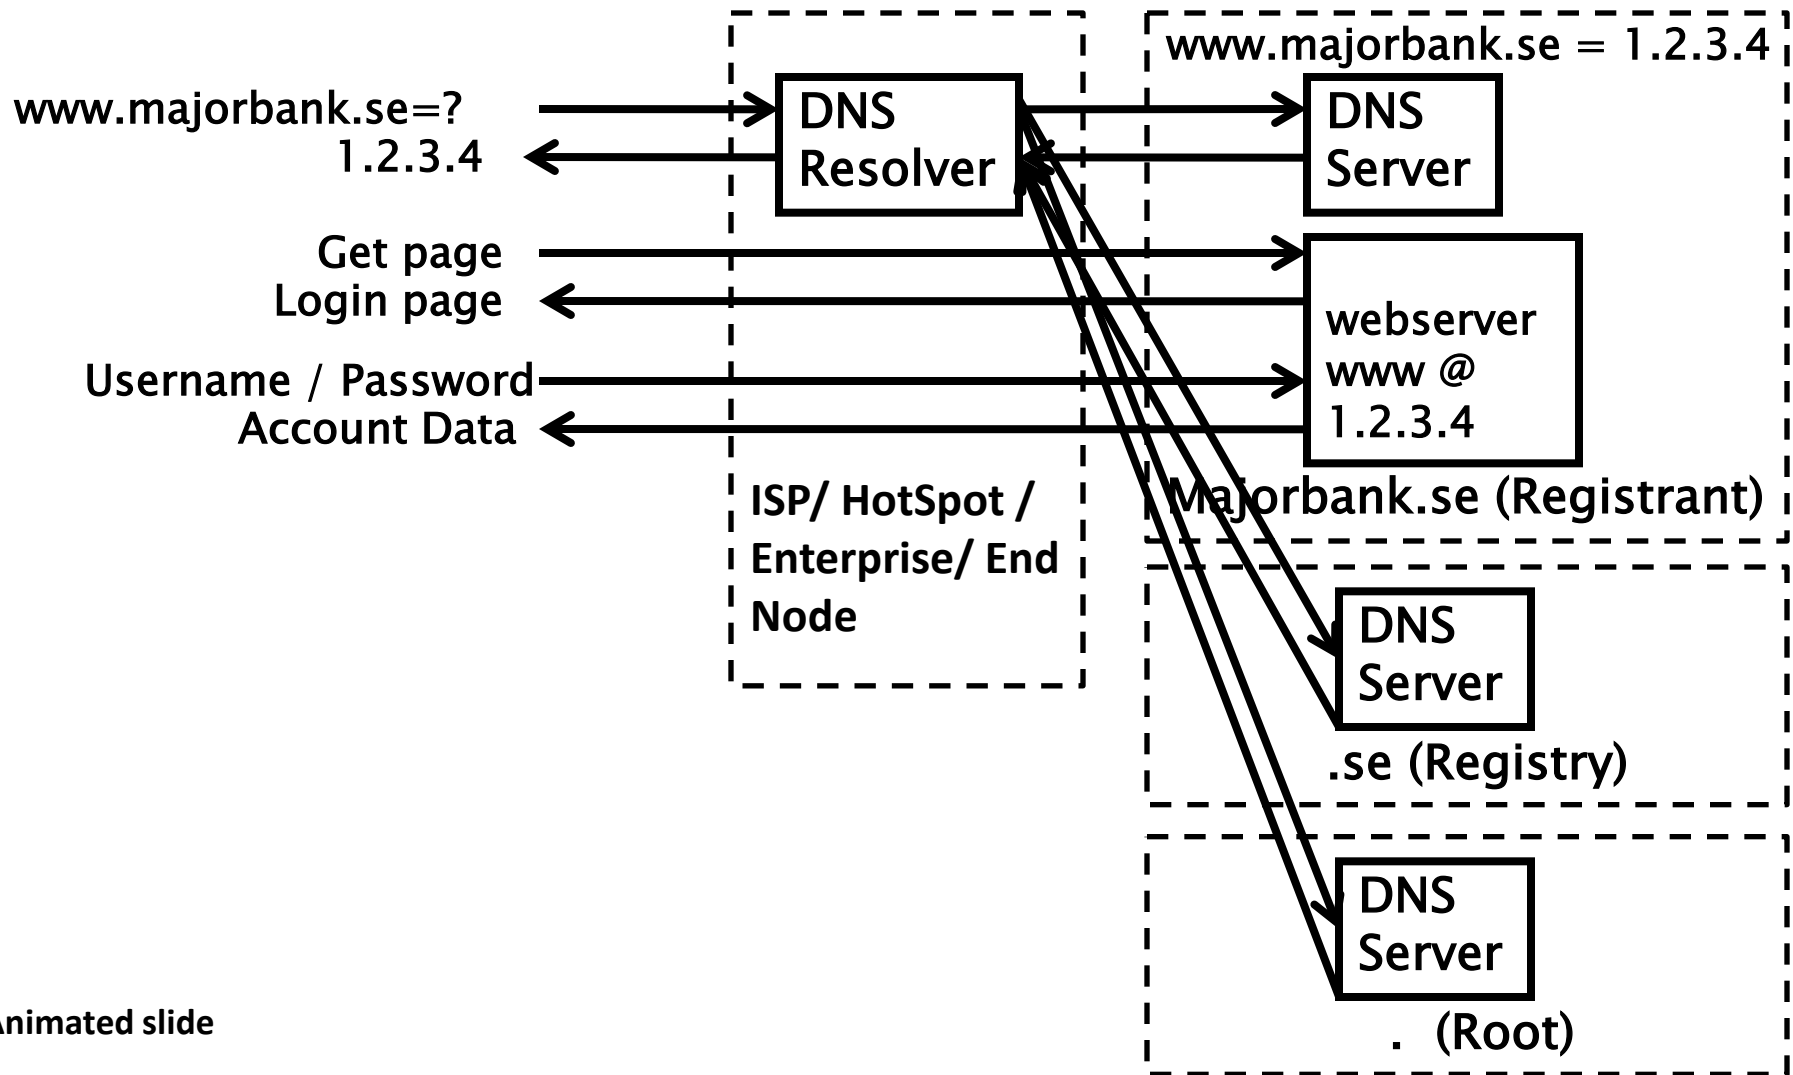 www.majorbank.se=?
1.2.3.4
Get page
Login page
Username / Password
Account Data
DNS
Resolver
ISP/ HotSpot /
Enterprise/ End
Node
www.majorbank.se = 1.2.3.4
DNS
Server
webserver
www @
1.2.3.4
Majorbank.se (Registrant)
DNS
Server
.se (Registry)
DNS
Server
. (Root)
Animated slide